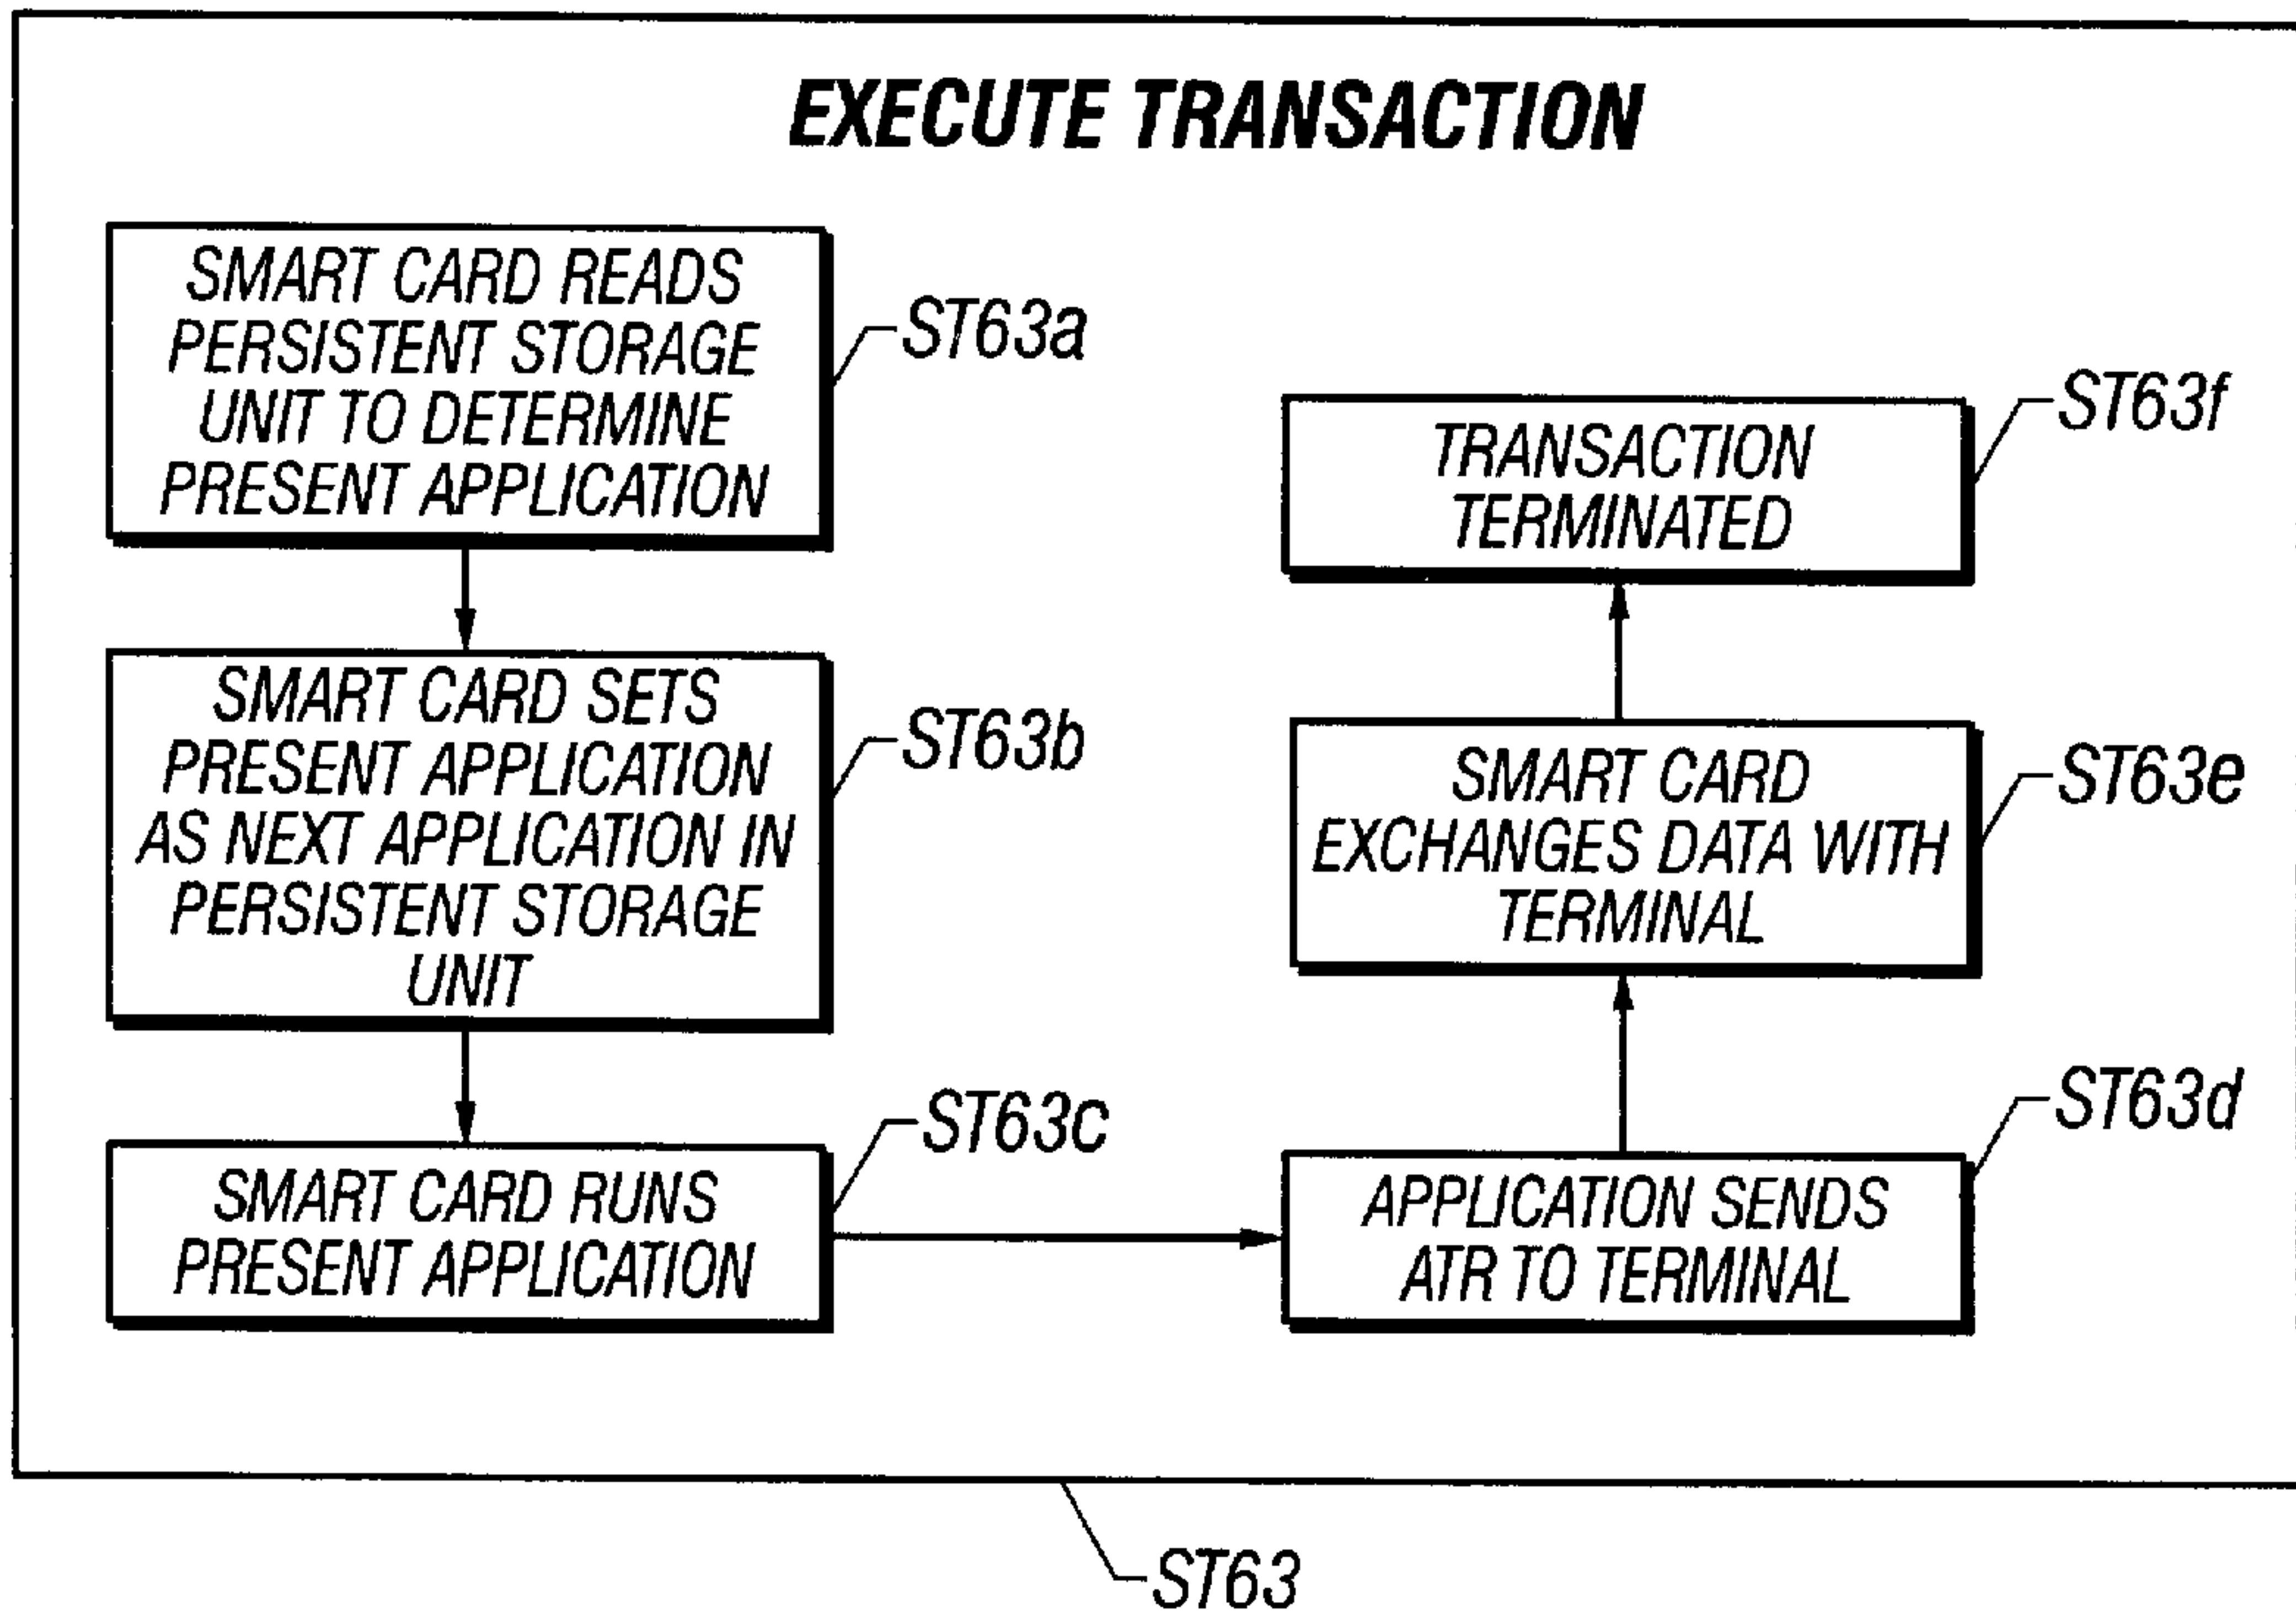 EXECUTE TRANSACTION
SMART CARD READS
PERSISTENT STORAGE
UNIT TO DETERMINE
PRESENT APPLICATION
ST63a
SMART CARD SETS
PRESENT APPLICATION
AS NEXT APPLICATION IN
PERSISTENT STORAGE
UNIT
ST63b
SMART CARD RUNS
PRESENT APPLICATION
ST63c
APPLICATION SENDS
ATR TO TERMINAL
ST63d
SMART CARD
EXCHANGES DATA WITH
TERMINAL
ST63e
TRANSACTION
TERMINATED
ST63f
ST63